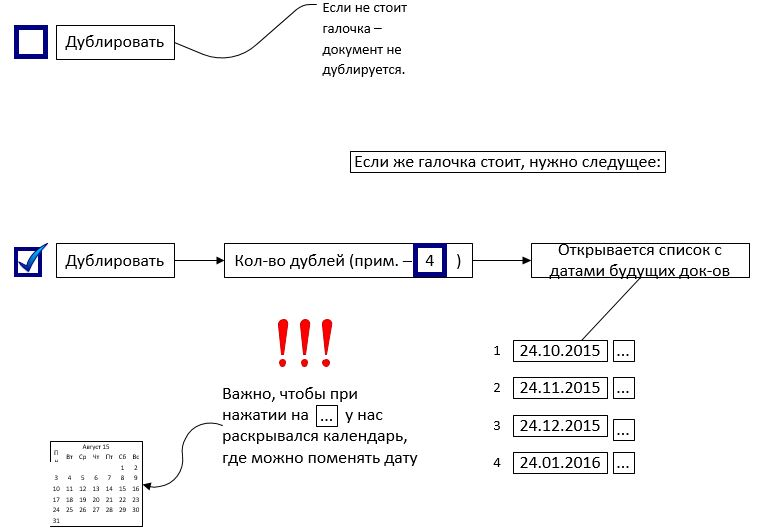 Если не стоит
галочка –
документ не
дублируется.
Дублировать
Если же галочка стоит, нужно следущее:
Дублировать
Кол-во дублей (прим. – 4 )
Открывается список с
датами будущих док-ов
1 24.10.2015 ...
2 24.11.2015 ...
3 24.12.2015 ...
4 24.01.2016 ...
!!!
Важно, чтобы при
нажатии на ... у нас
раскрывался календарь,
где можно поменять дату
Август 15
Пн Вт Ср Чт Пт Сб Вс
1 2
3 4 5 6 7 8 9
10 11 12 13 14 15 16
17 18 19 20 21 22 23
24 25 26 27 28 29 30
31